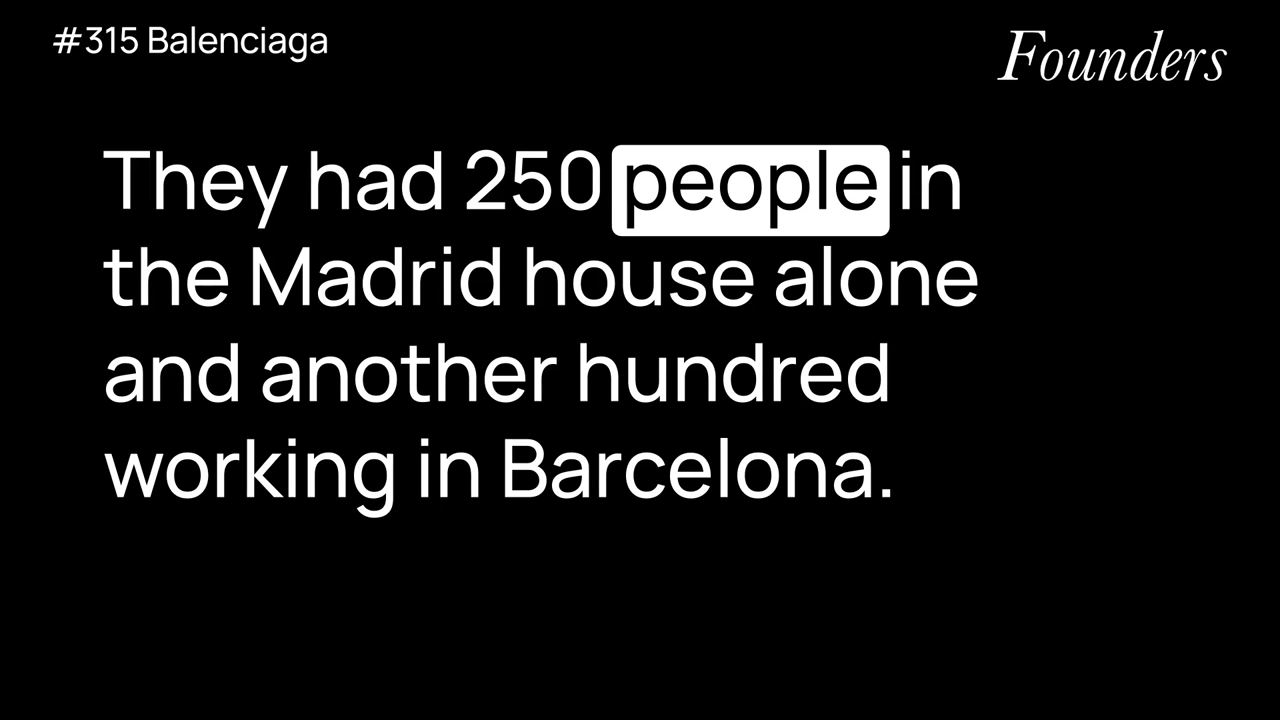 #315 Balenciaga
Founders
They had 250 people in
the Madrid house alone
and another hundred
working in Barcelona.